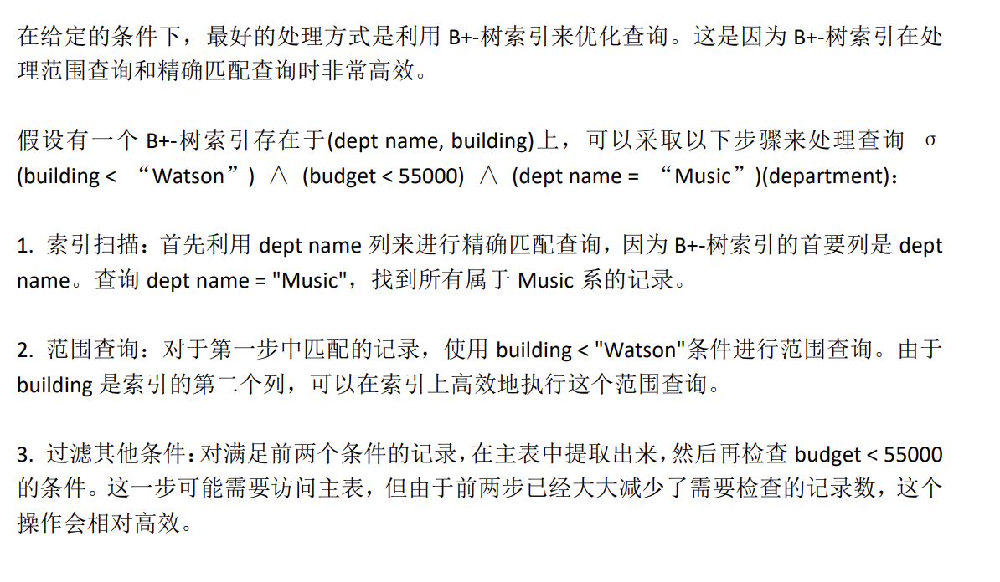 在给定的条件下，最好的处理方式是利用 B+-树索引来优化查询。这是因为 B+-树索引在处
理范围查询和精确匹配查询时非常高效。
假设有一个 B+-树索引存在于(dept name, building)上，可以采取以下步骤来处理查询 σ
(building < “Watson”) ∧ (budget < 55000) ∧ (dept name = “Music”)(department)：
1. 索引扫描：首先利用 dept name 列来进行精确匹配查询，因为 B+-树索引的首要列是 dept
name。查询 dept name = "Music"，找到所有属于 Music 系的记录。
2. 范围查询：对于第一步中匹配的记录，使用 building < "Watson"条件进行范围查询。由于
building 是索引的第二个列，可以在索引上高效地执行这个范围查询。
3. 过滤其他条件：对满足前两个条件的记录，在主表中提取出来，然后再检查 budget < 55000
的条件。这一步可能需要访问主表，但由于前两步已经大大减少了需要检查的记录数，这个
操作会相对高效。